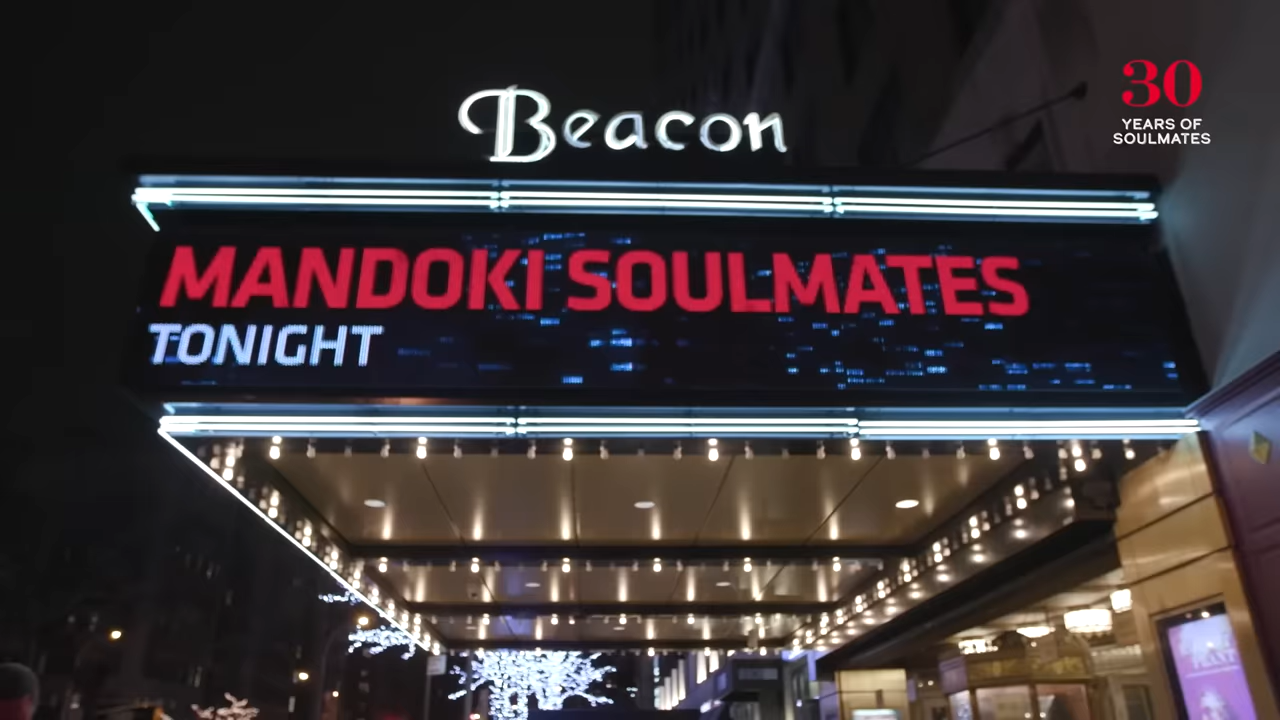 Beacon
30
YEARS OF
SOULMATES
MANDOKI SOULMATES
TONIGHT